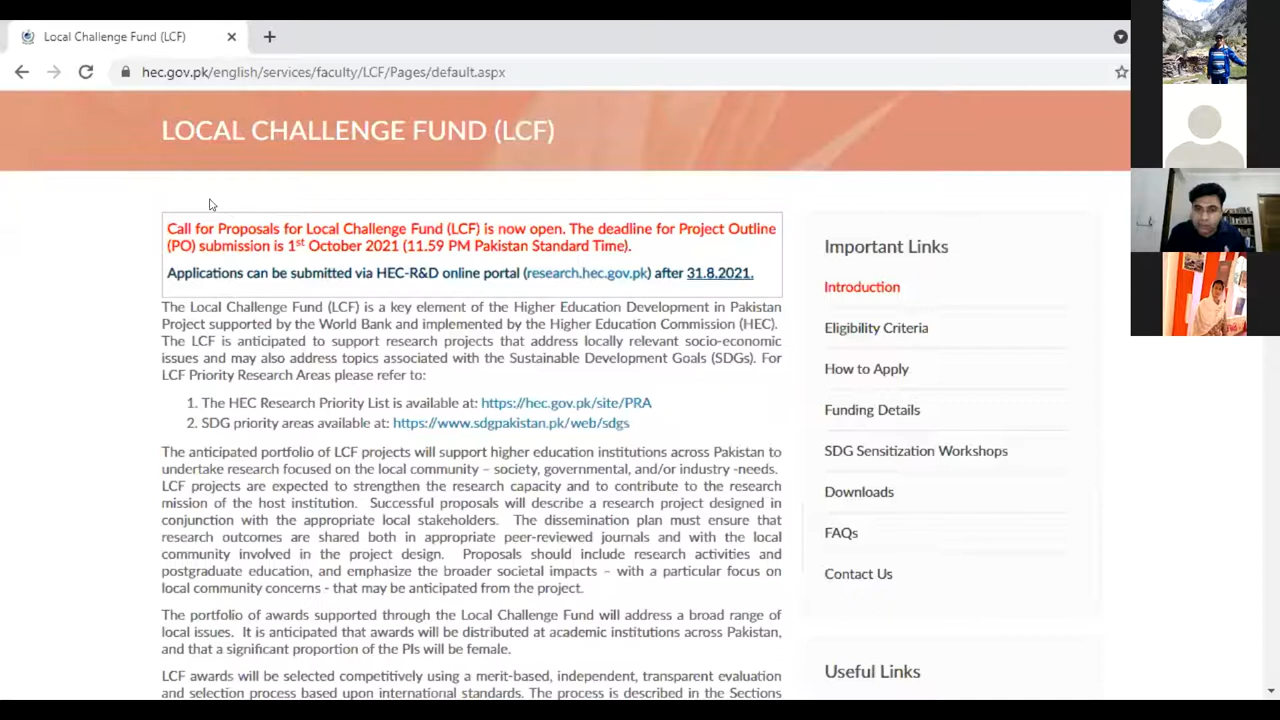 Local Challenge Fund (LCF)
hec.gov.pk/english/services/faculty/LCF/Pages/default.aspx
LOCAL CHALLENGE FUND (LCF)
Call for Proposals for Local Challenge Fund (LCF) is now open. The deadline for Project Outline
(PO) submission is 1st October 2021 (11.59 PM Pakistan Standard Time).
Applications can be submitted via HEC-R&D online portal (research.hec.gov.pk) after 31.8.2021.
The Local Challenge Fund (LCF) is a key element of the Higher Education Development in Pakistan
Project supported by the World Bank and implemented by the Higher Education Commission (HEC).
The LCF is anticipated to support research projects that address locally relevant socio-economic
issues and may also address topics associated with the Sustainable Development Goals (SDGs). For
LCF Priority Research Areas please refer to:
1. The HEC Research Priority List is available at: https://hec.gov.pk/site/PRA
2. SDG priority areas available at: https://www.sdgpakistan.pk/web/sdgs
The anticipated portfolio of LCF projects will support higher education institutions across Pakistan to
undertake research focused on the local community – society, governmental, and/or industry -needs.
LCF projects are expected to strengthen the research capacity and to contribute to the research
mission of the host institution. Successful proposals will describe a research project designed in
conjunction with the appropriate local stakeholders. The dissemination plan must ensure that
research outcomes are shared both in appropriate peer-reviewed journals and with the local
community involved in the project design. Proposals should include research activities and
postgraduate education, and emphasize the broader societal impacts – with a particular focus on
local community concerns - that may be anticipated from the project.
The portfolio of awards supported through the Local Challenge Fund will address a broad range of
local issues. It is anticipated that awards will be distributed at academic institutions across Pakistan,
and that a significant proportion of the PIs will be female.
LCF awards will be selected competitively using a merit-based, independent, transparent evaluation
and selection process based upon international standards. The process is described in the Sections
Important Links
Introduction
Eligibility Criteria
How to Apply
Funding Details
SDG Sensitization Workshops
Downloads
FAQs
Contact Us
Useful Links